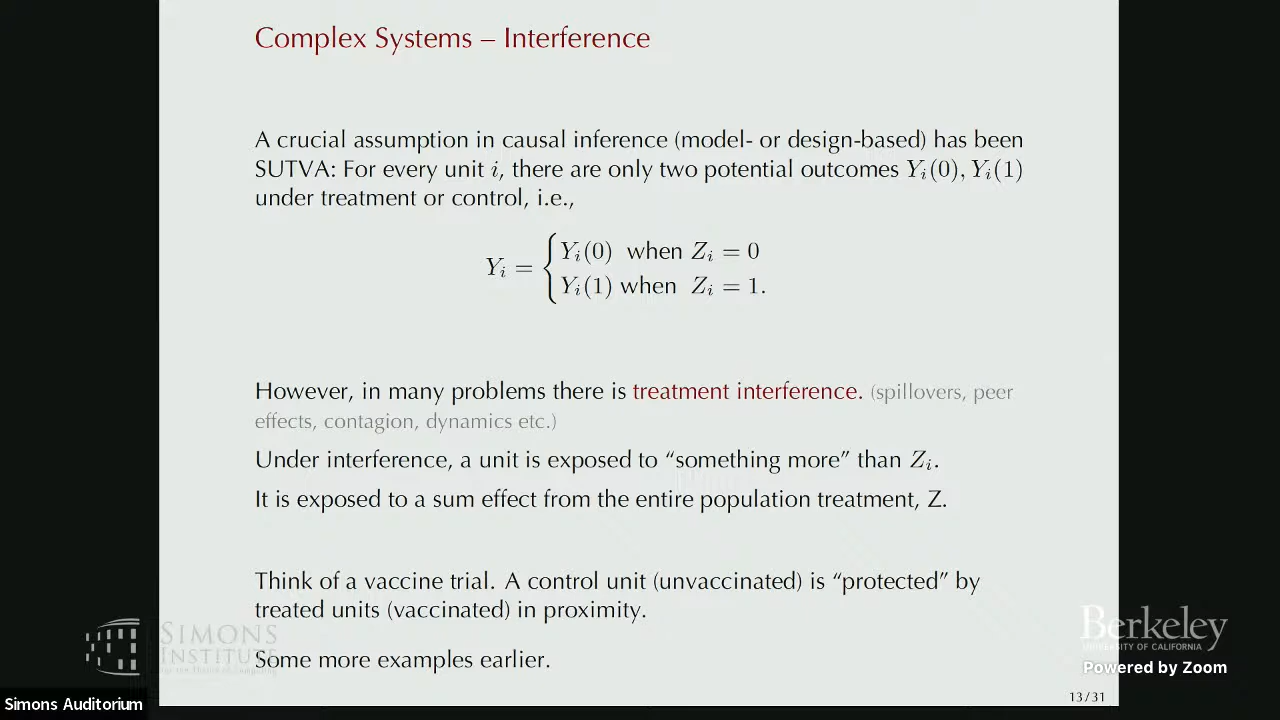 Complex Systems – Interference
A crucial assumption in causal inference (model- or design-based) has been
SUTVA: For every unit i, there are only two potential outcomes Yᵢ(0), Yᵢ(1)
under treatment or control, i.e.,
Yᵢ = { Yᵢ(0) when Zᵢ = 0
Yᵢ(1) when Zᵢ = 1.
However, in many problems there is treatment interference. (spillovers, peer
effects, contagion, dynamics etc.)
Under interference, a unit is exposed to “something more” than Zᵢ.
It is exposed to a sum effect from the entire population treatment, Z.
Think of a vaccine trial. A control unit (unvaccinated) is “protected” by
treated units (vaccinated) in proximity.
Some more examples earlier.
SIMONS
INSTITUTE
Berkeley
UNIVERSITY OF CALIFORNIA
Powered by Zoom
13/31
Simons Auditorium